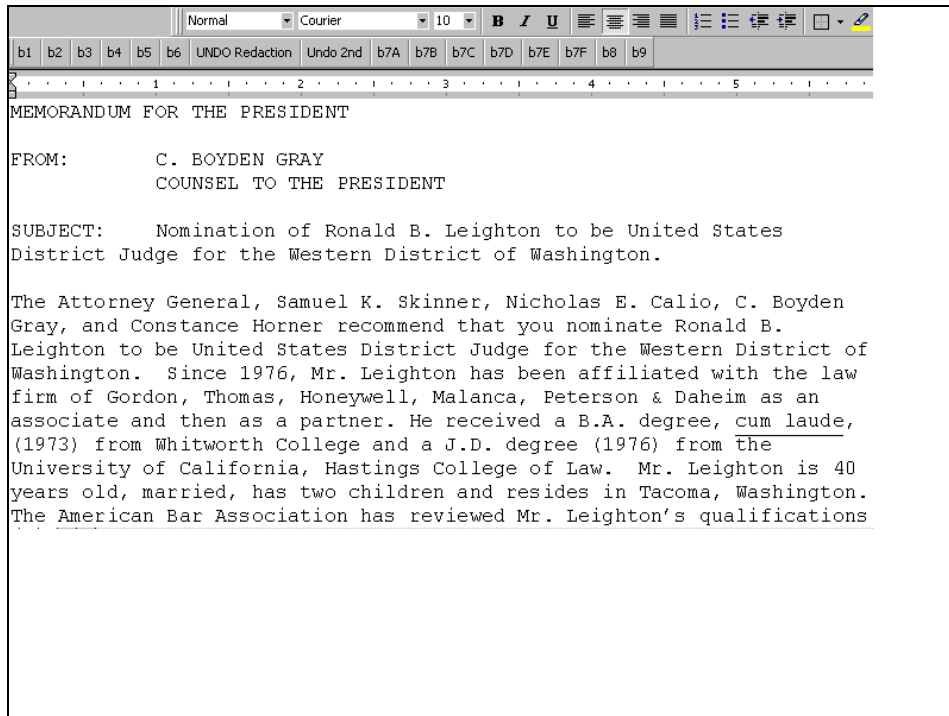 Normal Courier 10 B I U
b1 b2 b3 b4 b5 b6 UNDO Redaction Undo 2nd b7A b7B b7C b7D b7E b7F b8 b9
1 2 3 4 5
MEMORANDUM FOR THE PRESIDENT
FROM: C. BOYDEN GRAY
COUNSEL TO THE PRESIDENT
SUBJECT: Nomination of Ronald B. Leighton to be United States
District Judge for the Western District of Washington.
The Attorney General, Samuel K. Skinner, Nicholas E. Calio, C. Boyden
Gray, and Constance Horner recommend that you nominate Ronald B.
Leighton to be United States District Judge for the Western District of
Washington. Since 1976, Mr. Leighton has been affiliated with the law
firm of Gordon, Thomas, Honeywell, Malanca, Peterson & Daheim as an
associate and then as a partner. He received a B.A. degree, cum laude,
(1973) from Whitworth College and a J.D. degree (1976) from the
University of California, Hastings College of Law. Mr. Leighton is 40
years old, married, has two children and resides in Tacoma, Washington.
The American Bar Association has reviewed Mr. Leighton's qualifications